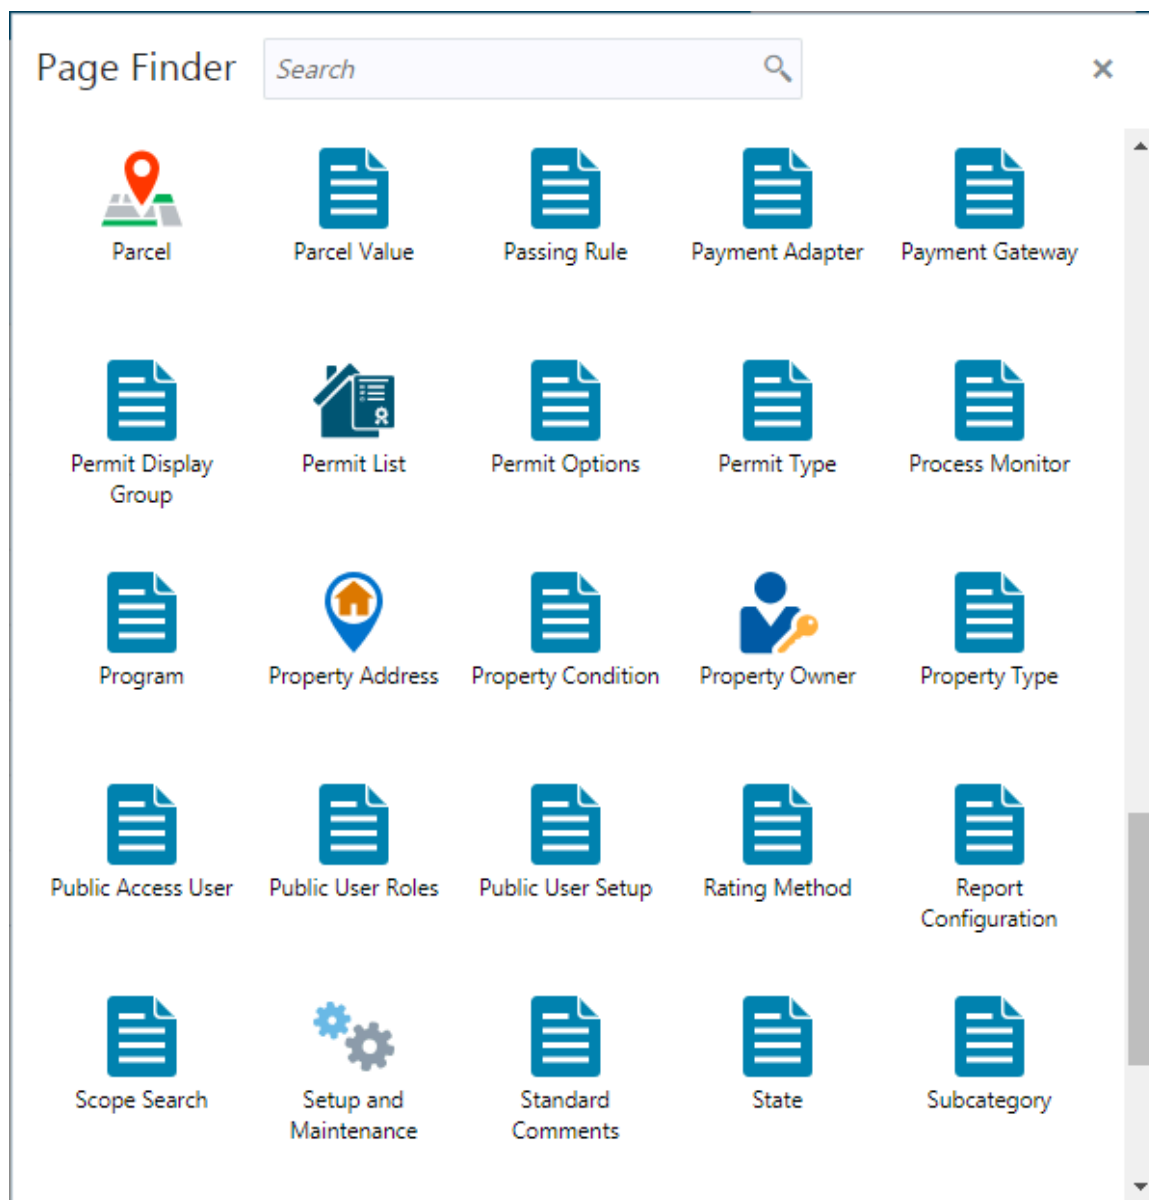 Page Finder
Search
Parcel
Parcel Value
Passing Rule
Payment Adapter
Payment Gateway
Permit Display
Group
Permit List
Permit Options
Permit Type
Process Monitor
Program
Property Address
Property Condition
Property Owner
Property Type
Public Access User
Public User Roles
Public User Setup
Rating Method
Report
Configuration
Scope Search
Setup and
Maintenance
Standard
Comments
State
Subcategory